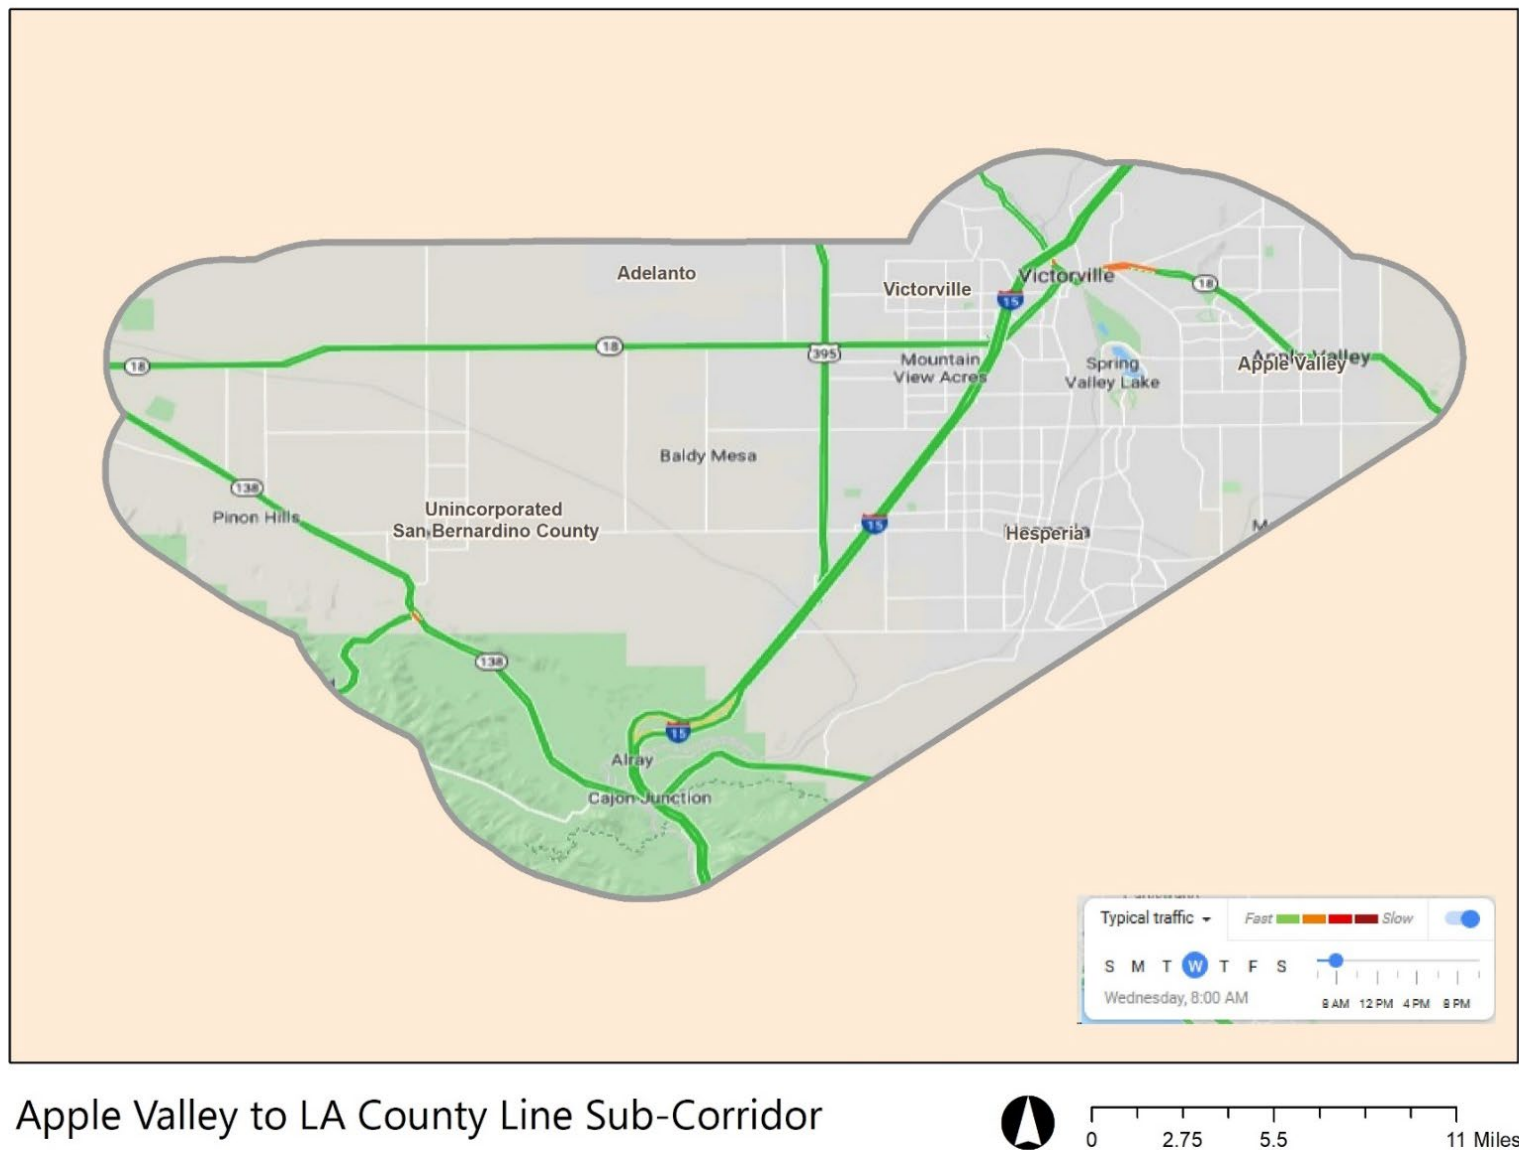 Adelanto
Victorville
15
Victorville
18
18
18
395
Mountain
View Acres
Spring
Valley Lake
Apple Valley
Apple Valley
Baldy Mesa
138
Pinon Hills
Unincorporated
San Bernardino County
15
Hesperia
M
138
15
Alray
Cajon Junction
Typical traffic
Fast
Slow
S M T W T F S
Wednesday, 8:00 AM
8 AM 12 PM 4 PM 8 PM
Apple Valley to LA County Line Sub-Corridor
0 2.75 5.5 11 Miles